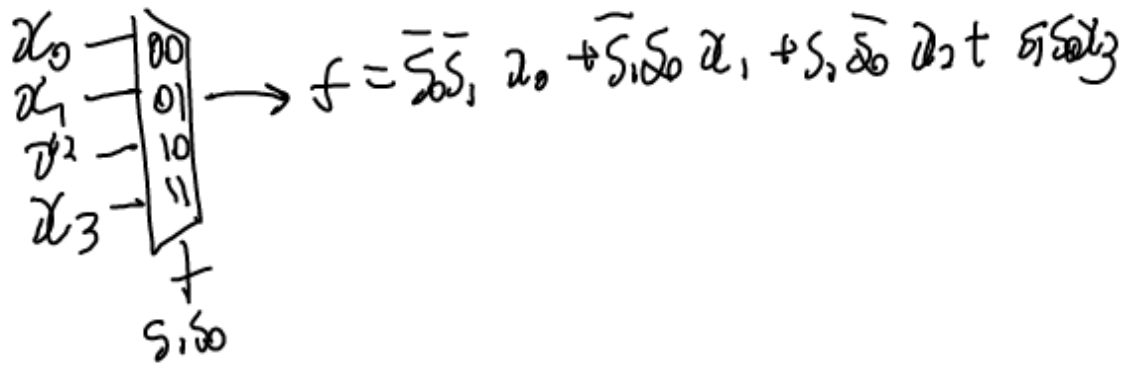 x₀ 00
x₁ 01 → f = S̅₀S̅₁ x₀ + S̅₁S₀ x₁ + S₁S̅₀ x₂ + S₁S₀x₃
x₂ 10
x₃ 11
S₁S₀